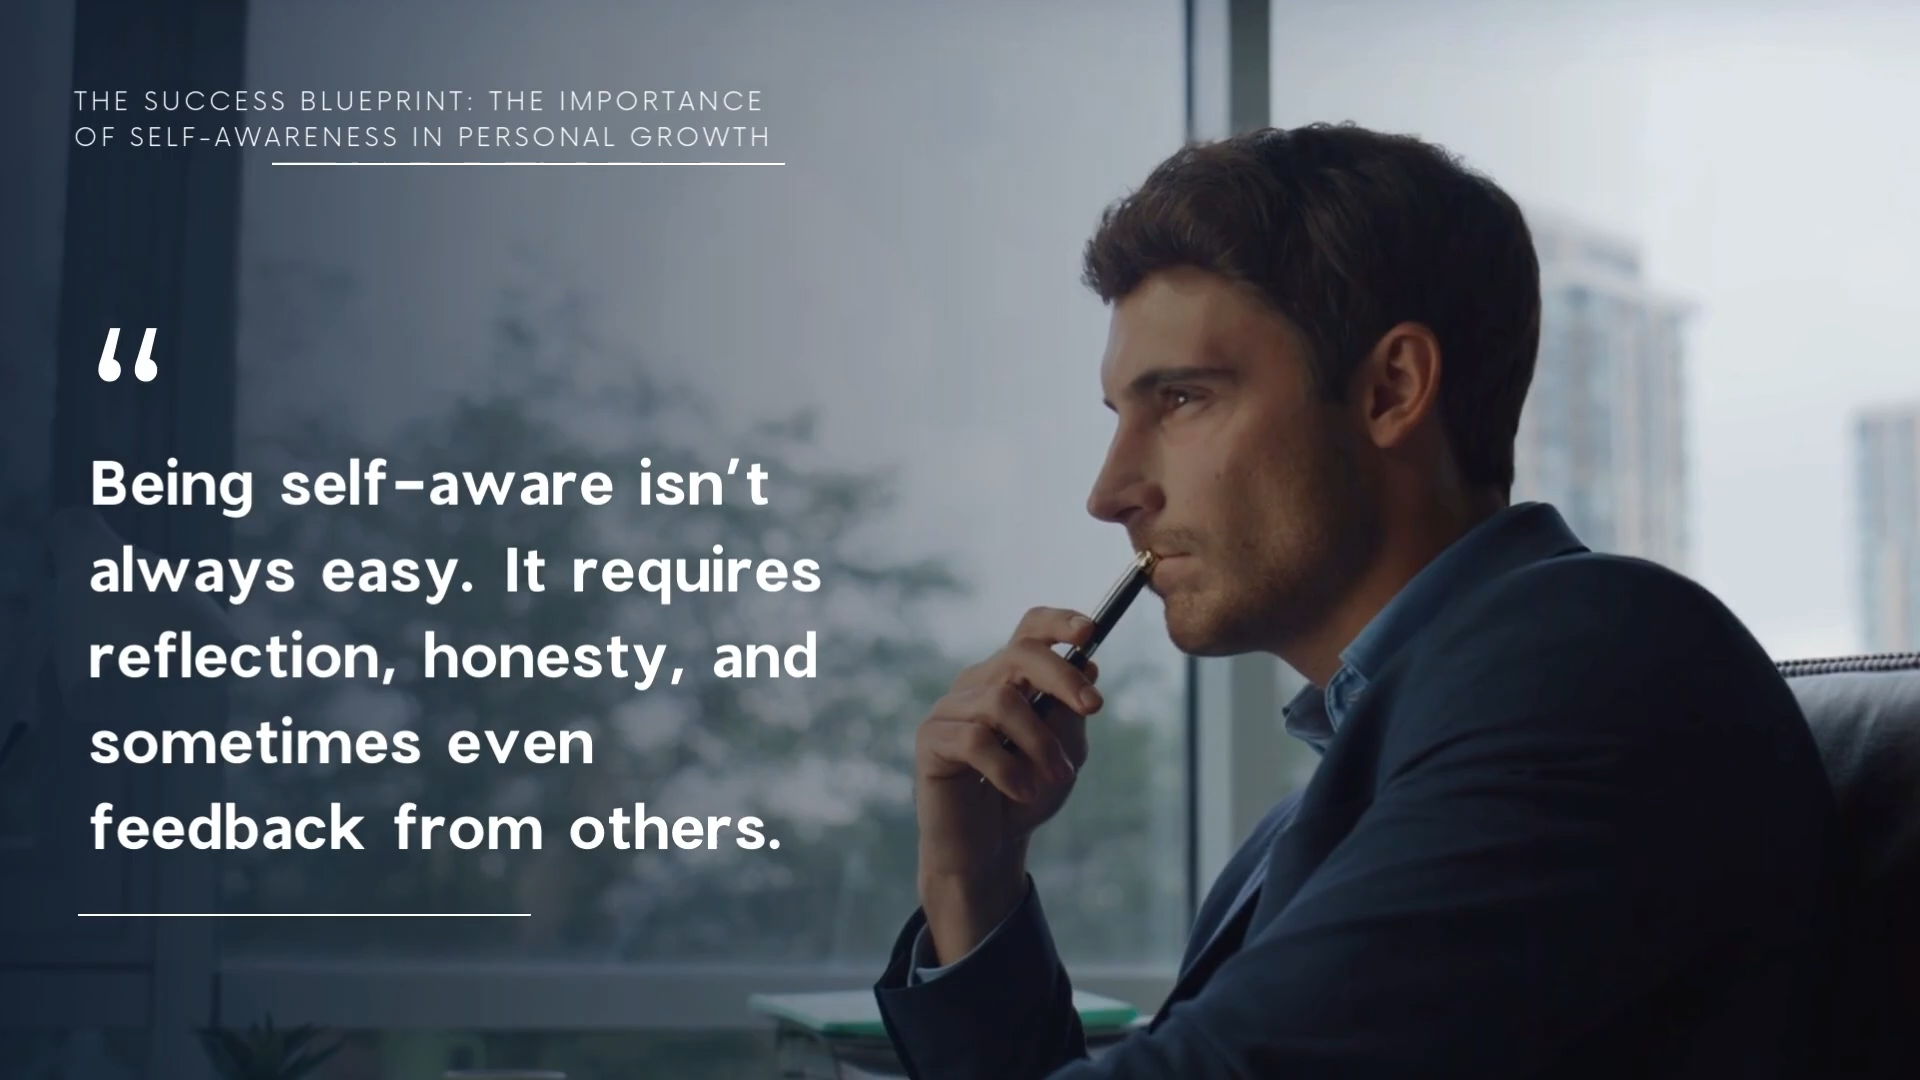 THE SUCCESS BLUEPRINT: THE IMPORTANCE
OF SELF-AWARENESS IN PERSONAL GROWTH
“
Being self-aware isn’t
always easy. It requires
reflection, honesty, and
sometimes even
feedback from others.